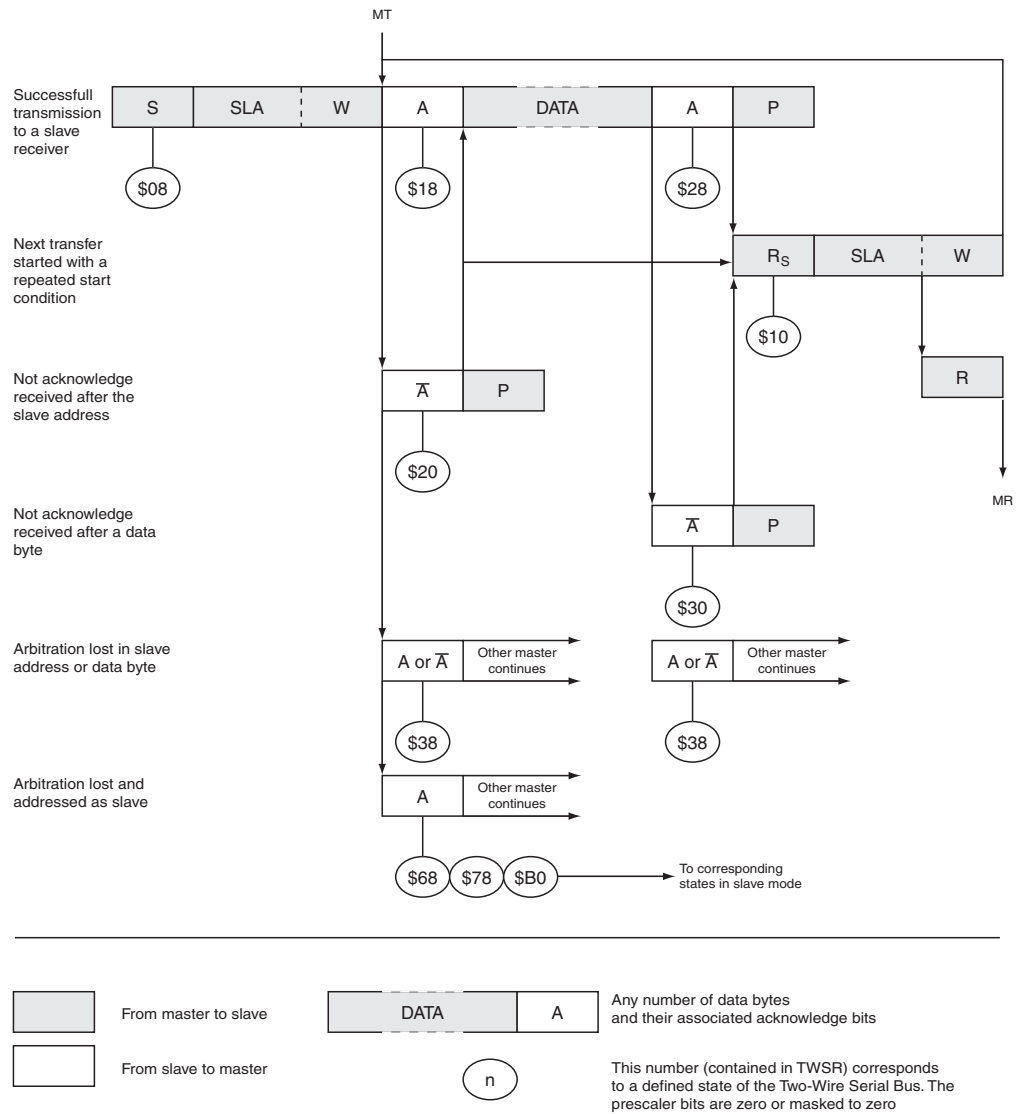 MT
Successfull
transmission
to a slave
receiver
S SLA W A DATA A P
$08 $18 $28
Next transfer
started with a
repeated start
condition
RS SLA W
$10
Not acknowledge
received after the
slave address
A̅ P
R
$20
MR
Not acknowledge
received after a data
byte
A̅ P
$30
Arbitration lost in slave
address or data byte
A or A̅ Other master
continues
A or A̅ Other master
continues
$38 $38
Arbitration lost and
addressed as slave
A Other master
continues
$68 $78 $B0
To corresponding
states in slave mode
From master to slave
DATA A
Any number of data bytes
and their associated acknowledge bits
From slave to master
n
This number (contained in TWSR) corresponds
to a defined state of the Two-Wire Serial Bus. The
prescaler bits are zero or masked to zero